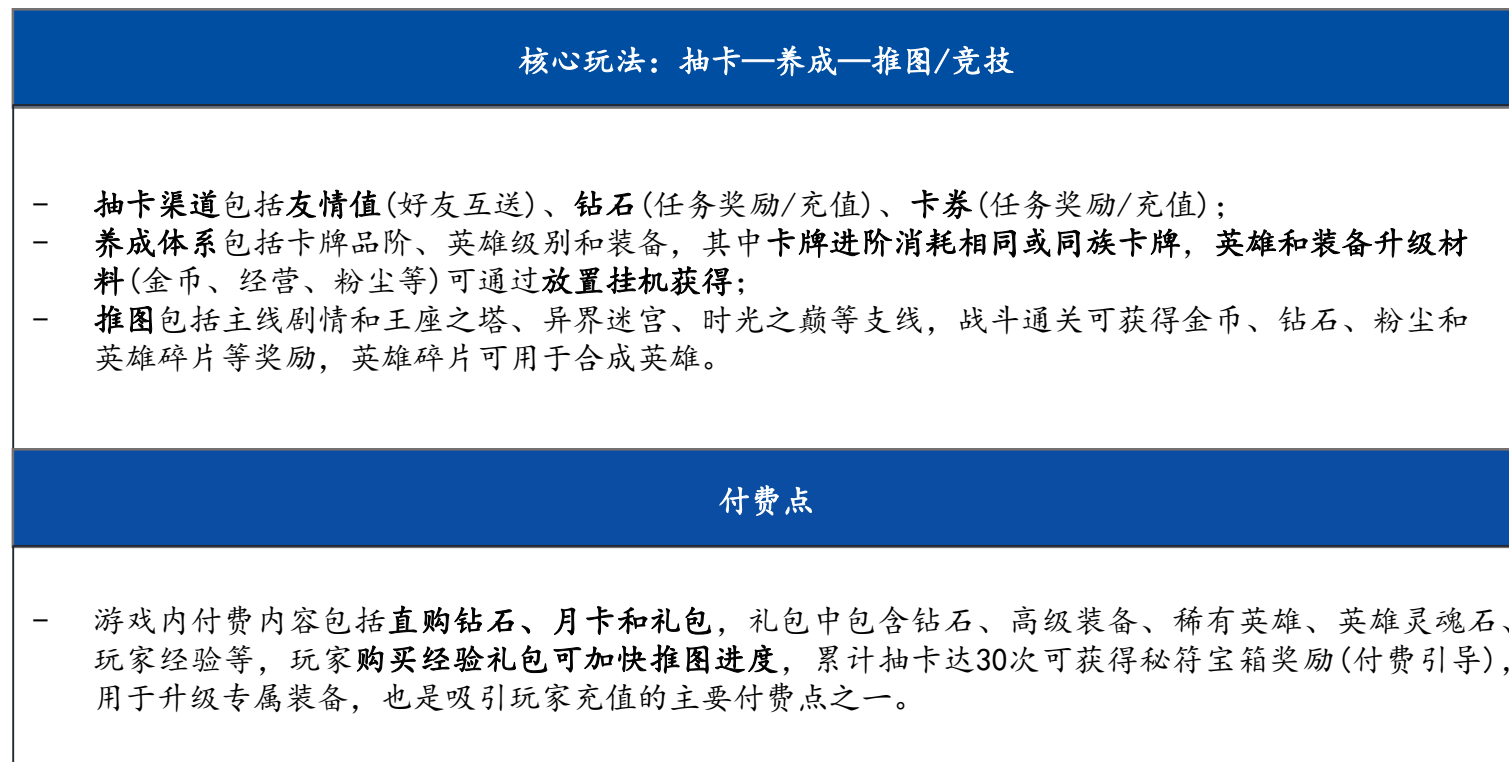 核心玩法：抽卡—养成—推图/竞技
- 抽卡渠道包括友情值(好友互送)、钻石(任务奖励/充值)、卡券(任务奖励/充值)；
- 养成体系包括卡牌品阶、英雄级别和装备，其中卡牌进阶消耗相同或同族卡牌，英雄和装备升级材
料(金币、经营、粉尘等)可通过放置挂机获得；
- 推图包括主线剧情和王座之塔、异界迷宫、时光之巅等支线，战斗通关可获得金币、钻石、粉尘和
英雄碎片等奖励，英雄碎片可用于合成英雄。
付费点
- 游戏内付费内容包括直购钻石、月卡和礼包，礼包中包含钻石、高级装备、稀有英雄、英雄灵魂石、
玩家经验等，玩家购买经验礼包可加快推图进度，累计抽卡达30次可获得秘符宝箱奖励(付费引导)，
用于升级专属装备，也是吸引玩家充值的主要付费点之一。